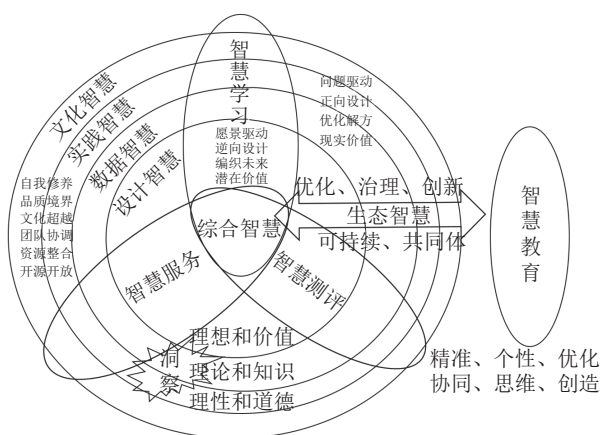 智慧学习
问题驱动
正向设计
优化解方
现实价值
文化智慧
实践智慧
数据智慧
设计智慧
愿景驱动
逆向设计
编织未来
潜在价值
自我修养
品质境界
文化超越
团队协调
资源整合
开源开放
优化、治理、创新
生态智慧
可持续、共同体
智慧教育
综合智慧
智慧服务
智慧测评
理想和价值
洞察
理论和知识
理性和道德
精准、个性、优化
协同、思维、创造